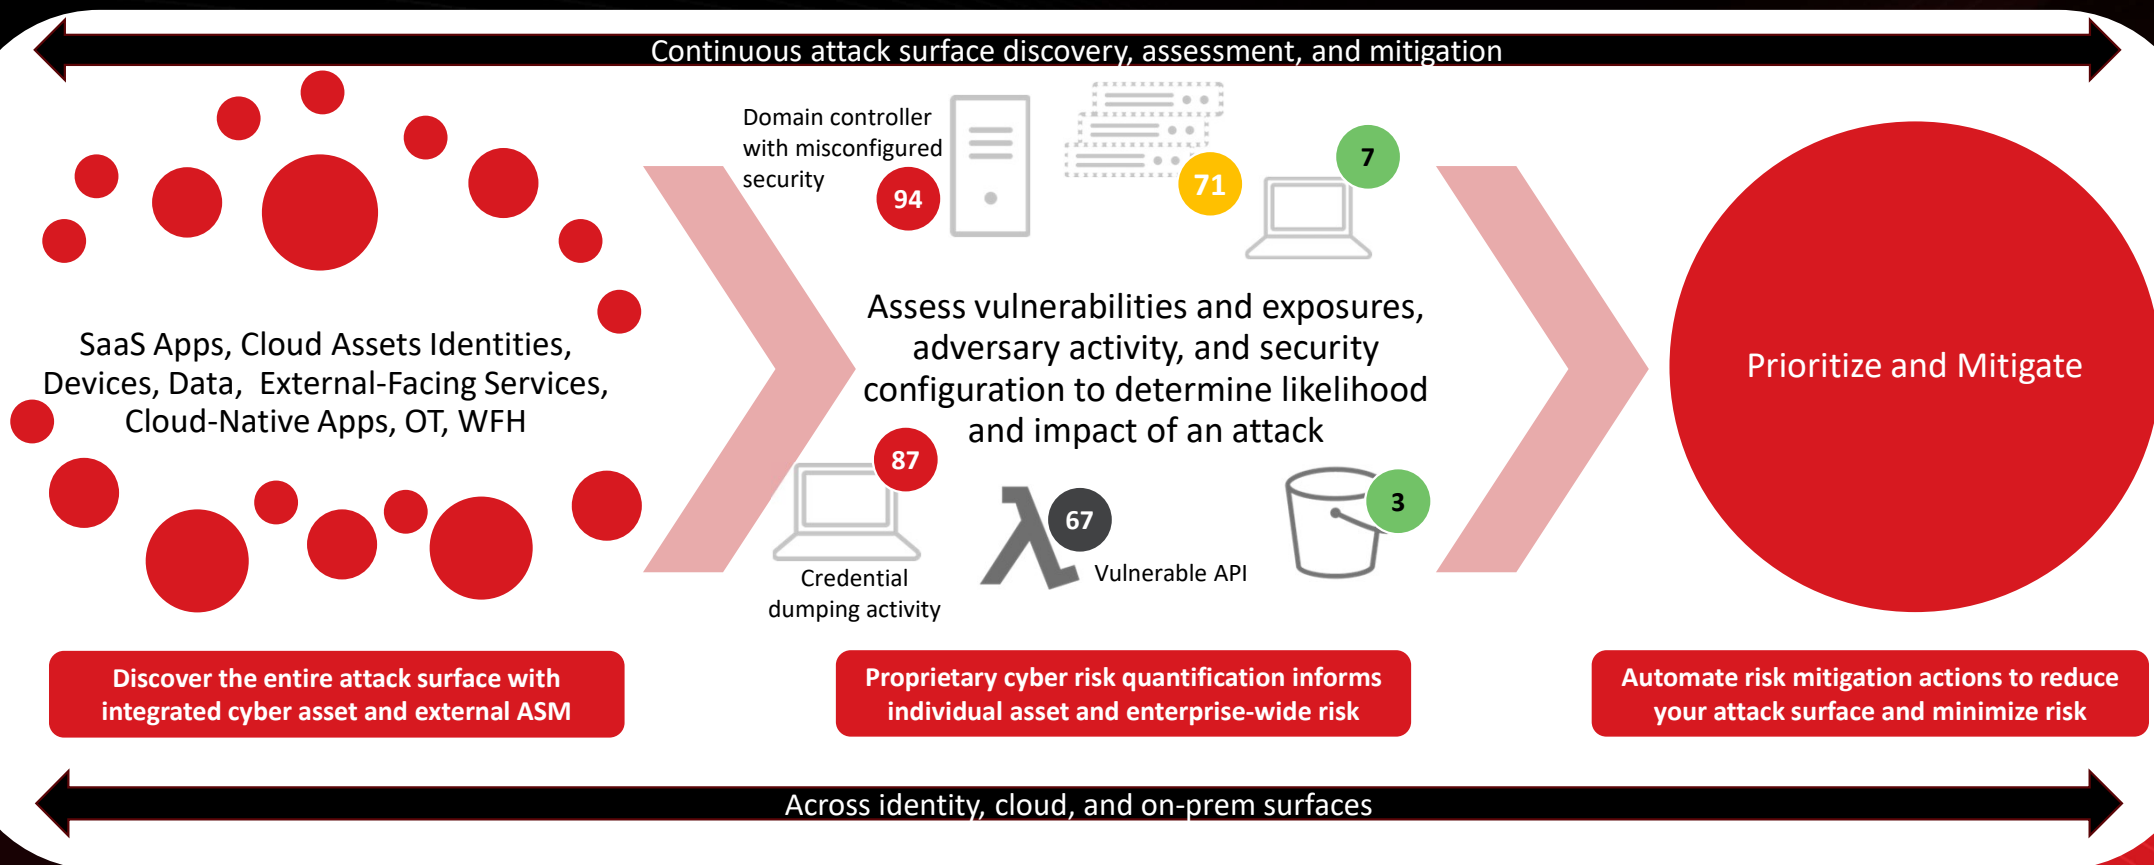 Continuous attack surface discovery, assessment, and mitigation
SaaS Apps, Cloud Assets Identities,
Devices, Data,  External-Facing Services,
Cloud-Native Apps, OT, WFH
Discover the entire attack surface with
integrated cyber asset and external ASM
Domain controller
with misconfigured
security
94
71
7
Assess vulnerabilities and exposures,
adversary activity, and security
configuration to determine likelihood
and impact of an attack
87
Credential
dumping activity
67
Vulnerable API
3
Proprietary cyber risk quantification informs
individual asset and enterprise-wide risk
Prioritize and Mitigate
Automate risk mitigation actions to reduce
your attack surface and minimize risk
Across identity, cloud, and on-prem surfaces